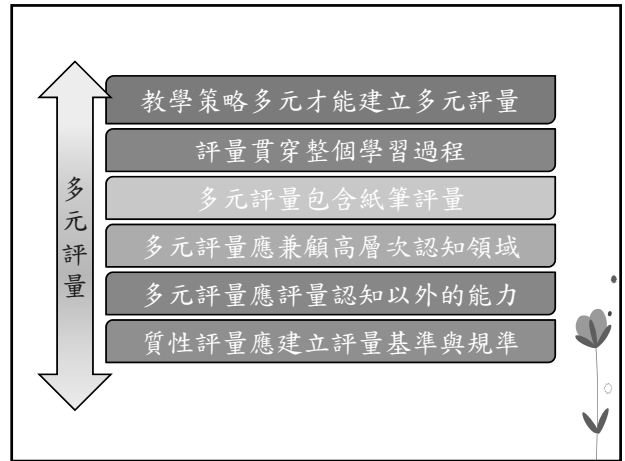 多元評量
教學策略多元才能建立多元評量
評量貫穿整個學習過程
多元評量包含紙筆評量
多元評量應兼顧高層次認知領域
多元評量應評量認知以外的能力
質性評量應建立評量基準與規準